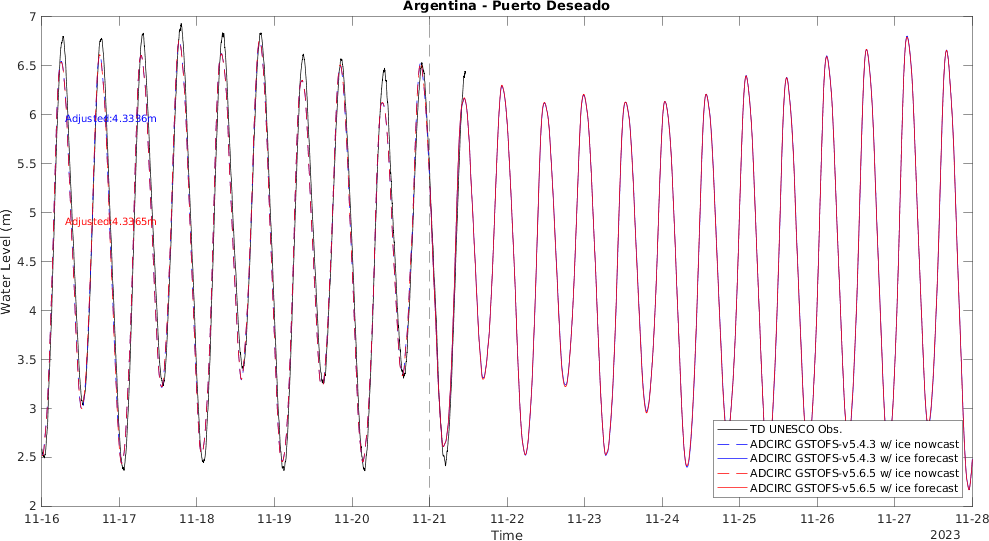 Argentina - Puerto Deseado
7
6.5
6
5.5
5
4.5
4
3.5
3
2.5
2
Water Level (m)
Adjusted:4.3336m
Adjusted:4.3365m
TD UNESCO Obs.
ADCIRC GSTOFS-v5.4.3 w/ ice nowcast
ADCIRC GSTOFS-v5.4.3 w/ ice forecast
ADCIRC GSTOFS-v5.6.5 w/ ice nowcast
ADCIRC GSTOFS-v5.6.5 w/ ice forecast
11-16 11-17 11-18 11-19 11-20 11-21 11-22 11-23 11-24 11-25 11-26 11-27 11-28
Time
2023